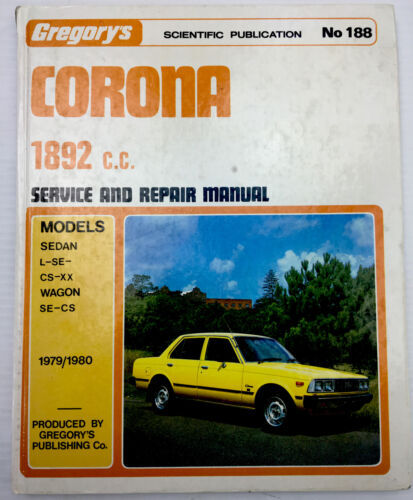 Gregory's SCIENTIFIC PUBLICATION No 188
CORONA
1892 c.c.
SERVICE AND REPAIR MANUAL
MODELS
SEDAN
L-SE-
CS-XX
WAGON
SE-CS
1979/1980
PRODUCED BY
GREGORY'S
PUBLISHING Co.